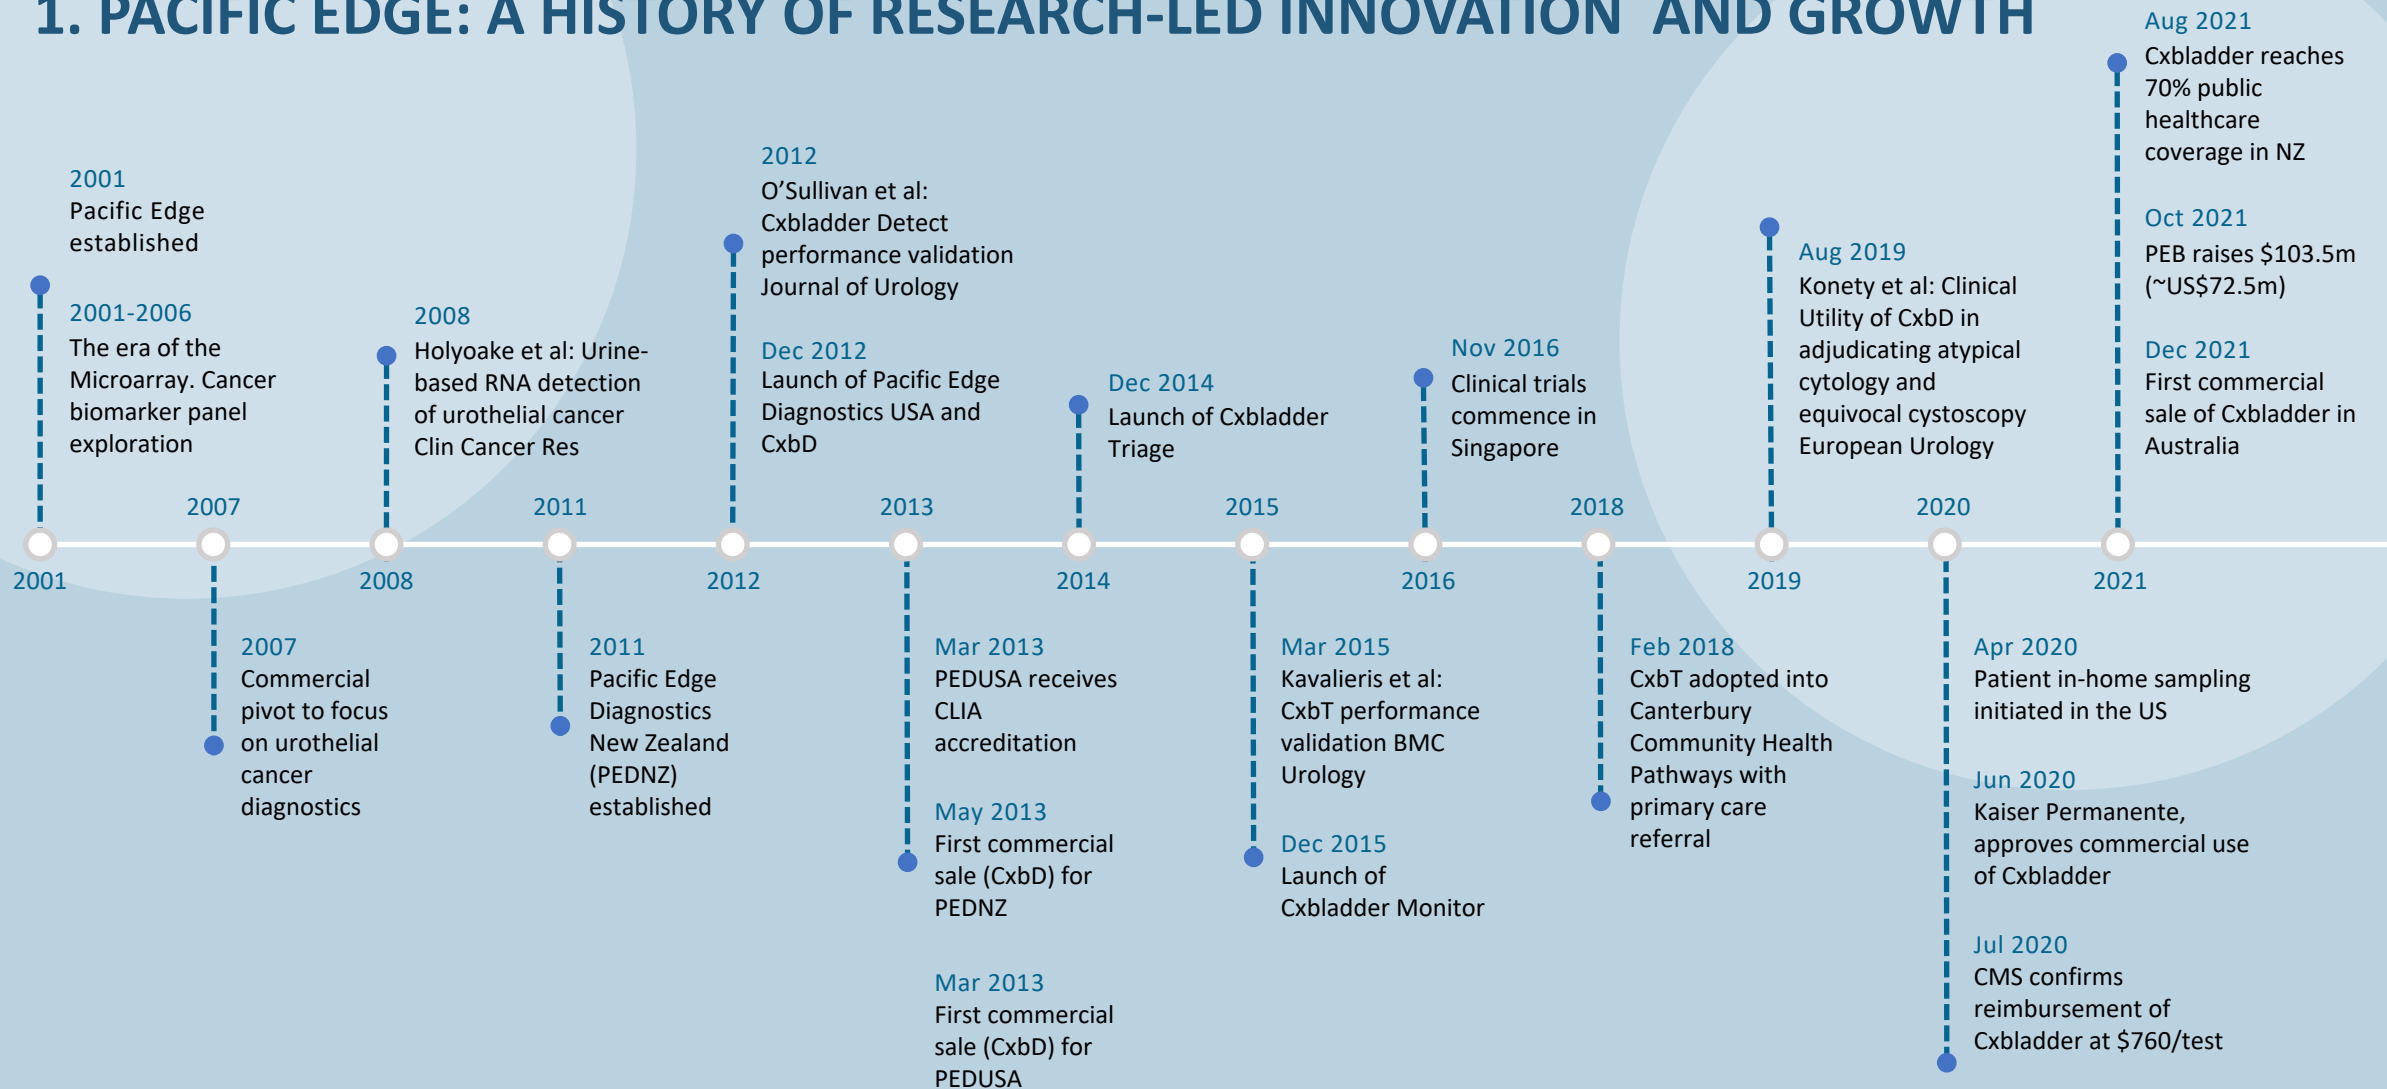 1. PACIFIC EDGE: A HISTORY OF RESEARCH-LED INNOVATION AND GROWTH
2001
Pacific Edge
established
2001-2006
The era of the
Microarray. Cancer
biomarker panel
exploration
2008
Holyoake et al: Urine-
based RNA detection
of urothelial cancer
Clin Cancer Res
2012
O’Sullivan et al:
Cxbladder Detect
performance validation
Journal of Urology
Dec 2012
Launch of Pacific Edge
Diagnostics USA and
CxbD
Dec 2014
Launch of Cxbladder
Triage
Nov 2016
Clinical trials
commence in
Singapore
Aug 2019
Konety et al: Clinical
Utility of CxbD in
adjudicating atypical
cytology and
equivocal cystoscopy
European Urology
Aug 2021
Cxbladder reaches
70% public
healthcare
coverage in NZ
Oct 2021
PEB raises $103.5m
(~US$72.5m)
Dec 2021
First commercial
sale of Cxbladder in
Australia
2007
2011
2013
2015
2018
2020
2001
2008
2012
2014
2016
2019
2021
2007
Commercial
pivot to focus
on urothelial
cancer
diagnostics
2011
Pacific Edge
Diagnostics
New Zealand
(PEDNZ)
established
Mar 2013
PEDUSA receives
CLIA
accreditation
May 2013
First commercial
sale (CxbD) for
PEDNZ
Mar 2013
First commercial
sale (CxbD) for
PEDUSA
Mar 2015
Kavalieris et al:
CxbT performance
validation BMC
Urology
Dec 2015
Launch of
Cxbladder Monitor
Feb 2018
CxbT adopted into
Canterbury
Community Health
Pathways with
primary care
referral
Apr 2020
Patient in-home sampling
initiated in the US
Jun 2020
Kaiser Permanente,
approves commercial use
of Cxbladder
Jul 2020
CMS confirms
reimbursement of
Cxbladder at $760/test